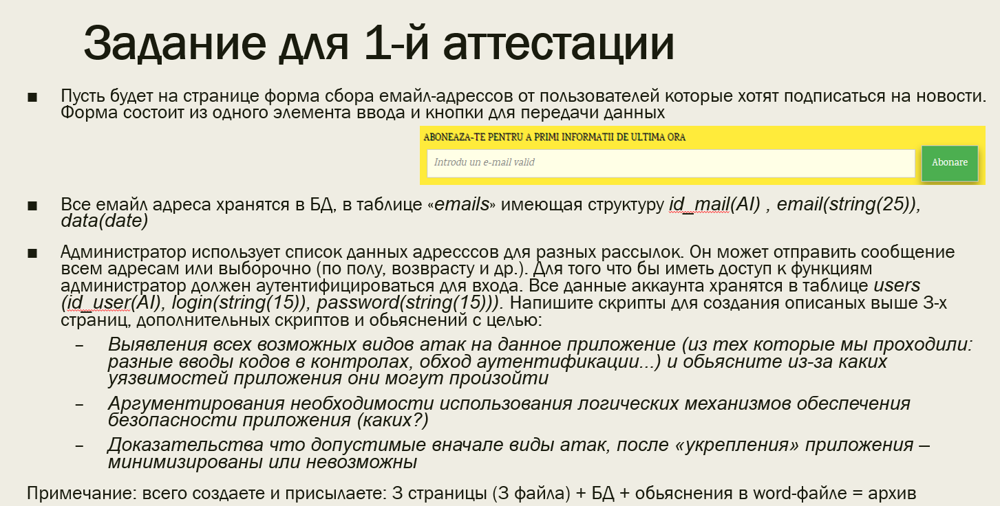 Задание для 1-й аттестации
▪ Пусть будет на странице форма сбора емайл-адрессов от пользователей которые хотят подписаться на новости.
Форма состоит из одного элемента ввода и кнопки для передачи данных
ABONEAZA-TE PENTRU A PRIMI INFORMATII DE ULTIMA ORA
Introdu un e-mail valid
Abonare
▪ Все емайл адреса хранятся в БД, в таблице «emails» имеющая структуру id_mail(AI) , email(string(25)),
data(date)
▪ Администратор использует список данных адресссов для разных рассылок. Он может отправить сообщение
всем адресам или выборочно (по полу, возврасту и др.). Для того что бы иметь доступ к функциям
администратор должен аутентифицироваться для входа. Все данные аккаунта хранятся в таблице users
(id_user(AI), login(string(15)), password(string(15))). Напишите скрипты для создания описаных выше 3-х
страниц, дополнительных скриптов и обьяснений с целью:
– Выявления всех возможных видов атак на данное приложение (из тех которые мы проходили:
разные вводы кодов в контролах, обход аутентификации...) и обьясните из-за каких
уязвимостей приложения они могут произойти
– Аргументирования необходимости использования логических механизмов обеспечения
безопасности приложения (каких?)
– Доказательства что допустимые вначале виды атак, после «укрепления» приложения –
минимизированы или невозможны
Примечание: всего создаете и присылаете: 3 страницы (3 файла) + БД + обьяснения в word-файле = архив